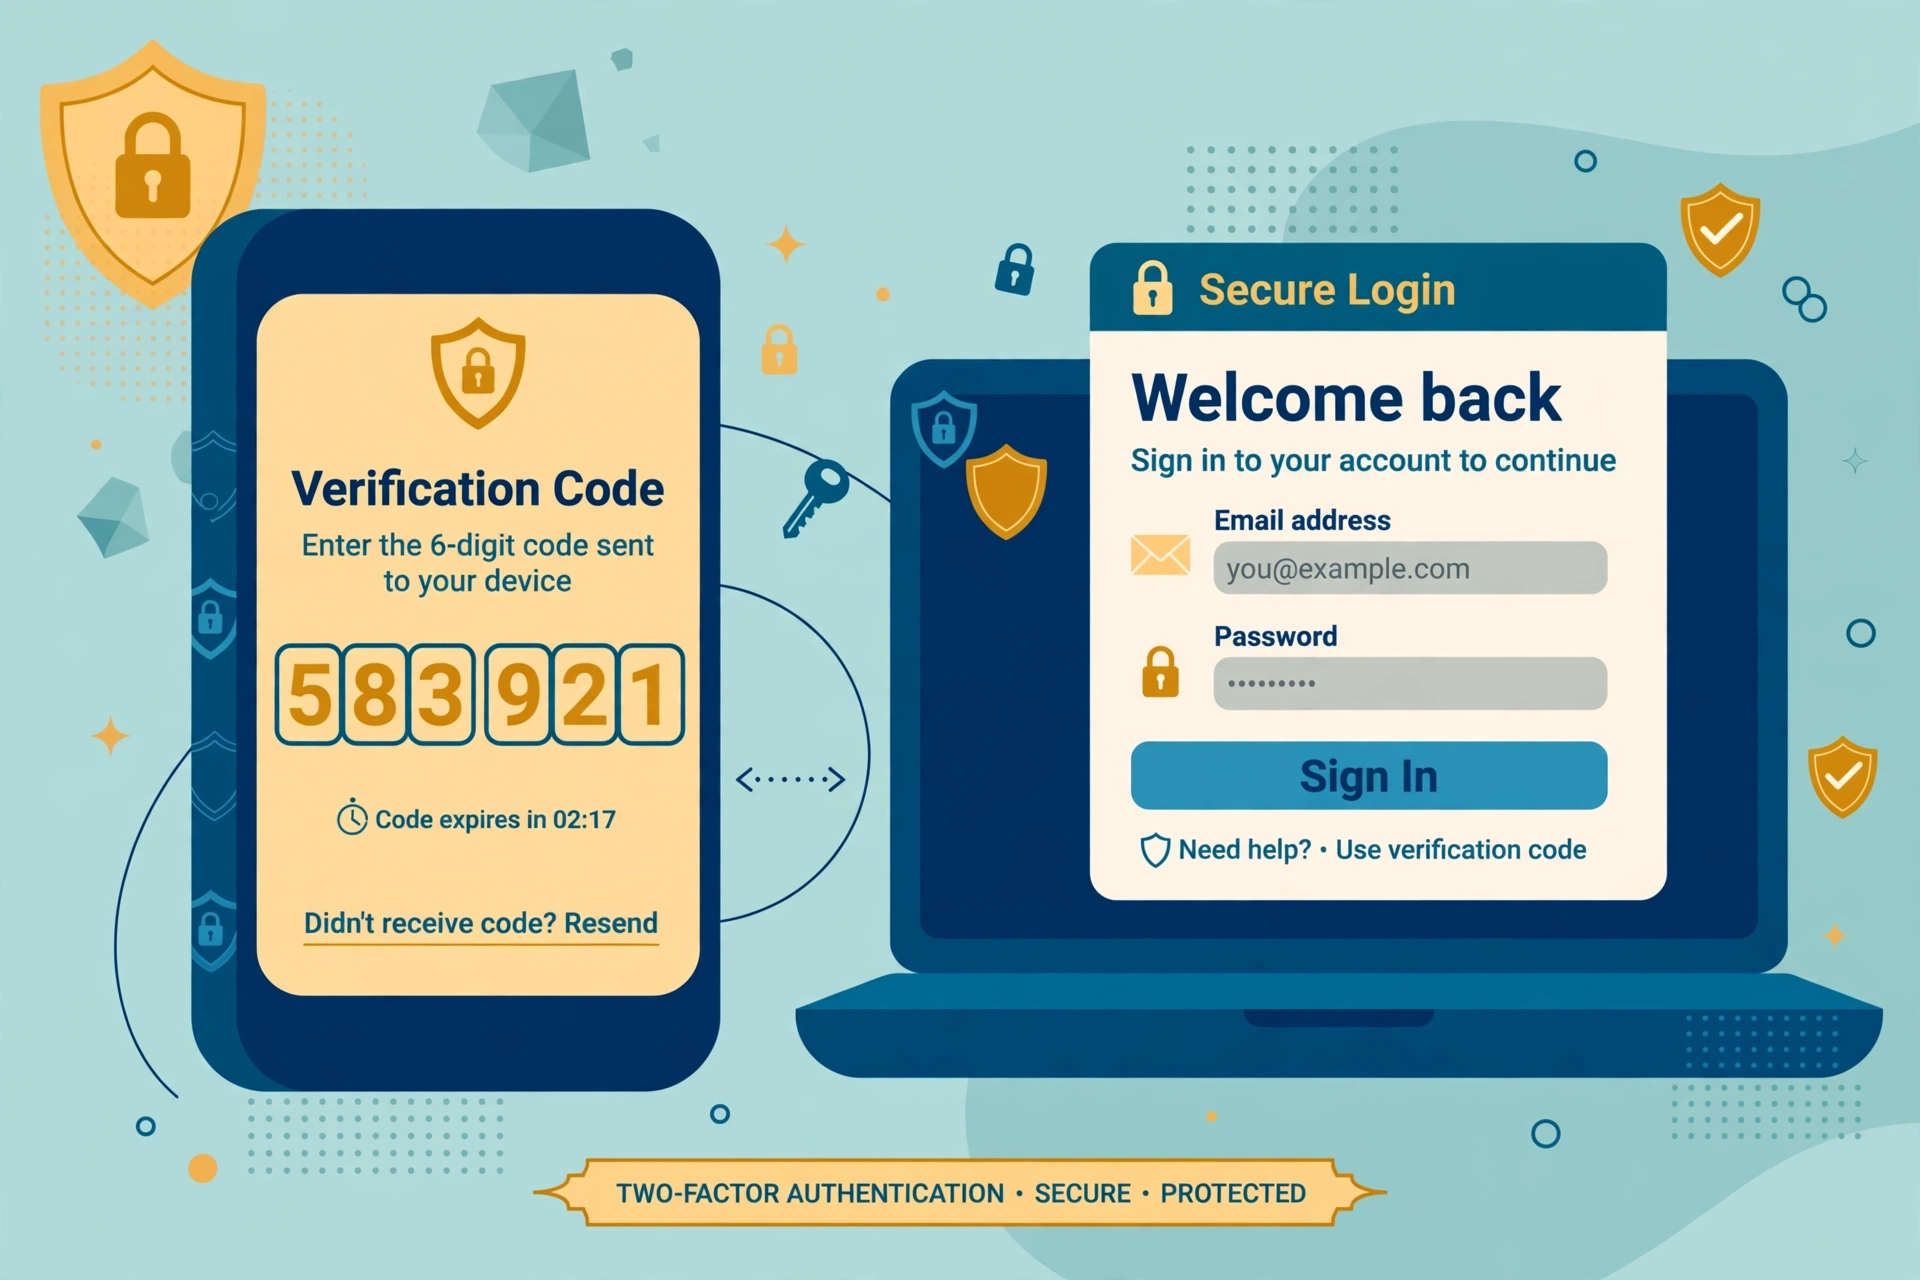 Verification Code
Enter the 6-digit code sent
to your device
583 921
Code expires in 02:17
Didn't receive code? Resend
Secure Login
Welcome back
Sign in to your account to continue
Email address
you@example.com
Password
•••••••••
Sign In
Need help? • Use verification code
TWO-FACTOR AUTHENTICATION • SECURE • PROTECTED